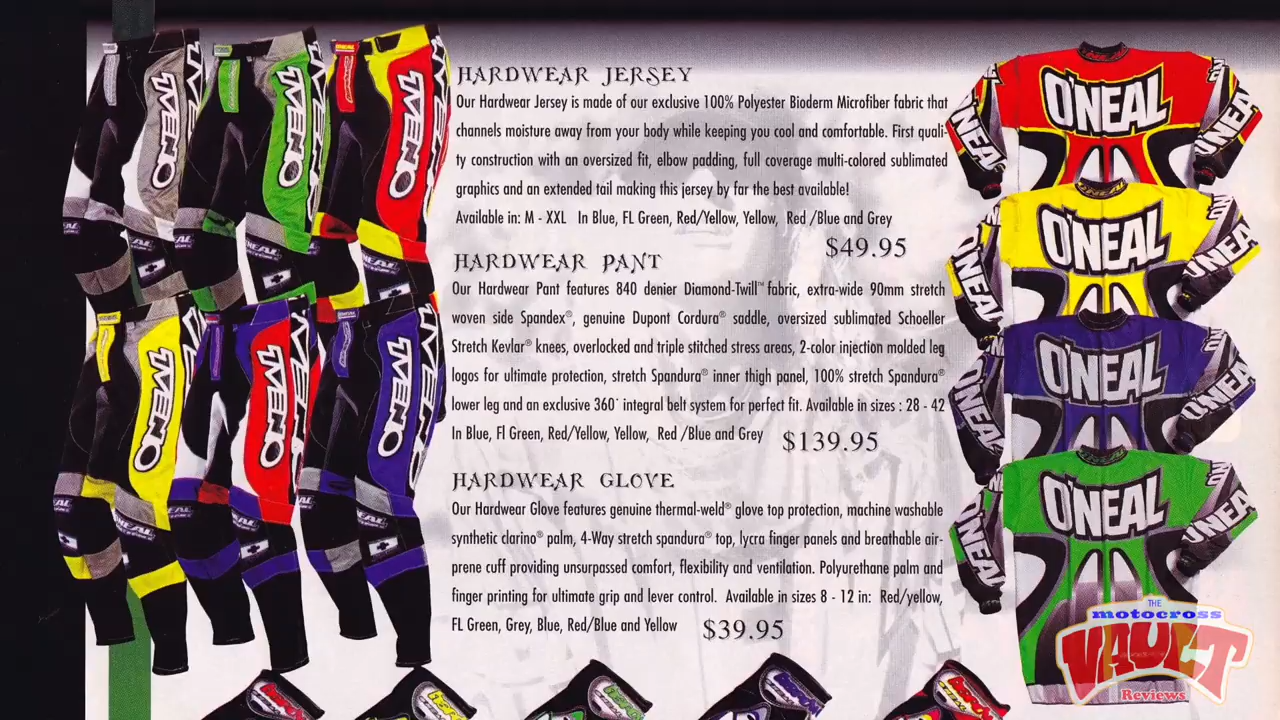 HARDWEAR JERSEY
Our Hardwear Jersey is made of our exclusive 100% Polyester Bioderm Microfiber fabric that
channels moisture away from your body while keeping you cool and comfortable. First quali-
ty construction with an oversized fit, elbow padding, full coverage multi-colored sublimated
graphics and an extended tail making this jersey by far the best available!
Available in: M - XXL In Blue, FL Green, Red/Yellow, Yellow, Red /Blue and Grey
$49.95
HARDWEAR PANT
Our Hardwear Pant features 840 denier Diamond-Twill™ fabric, extra-wide 90mm stretch
woven side Spandex®, genuine Dupont Cordura® saddle, oversized sublimated Schoeller
Stretch Kevlar® knees, overlocked and triple stitched stress areas, 2-color injection molded leg
logos for ultimate protection, stretch Spandura® inner thigh panel, 100% stretch Spandura®
lower leg and an exclusive 360° integral belt system for perfect fit. Available in sizes : 28 - 42
In Blue, Fl Green, Red/Yellow, Yellow, Red /Blue and Grey
$139.95
HARDWEAR GLOVE
Our Hardwear Glove features genuine thermal-weld® glove top protection, machine washable
synthetic clarino® palm, 4-Way stretch spandura® top, lycra finger panels and breathable air-
prene cuff providing unsurpassed comfort, flexibility and ventilation. Polyurethane palm and
finger printing for ultimate grip and lever control. Available in sizes 8 - 12 in: Red/yellow,
FL Green, Grey, Blue, Red/Blue and Yellow
$39.95
O'NEAL
O'NEAL
O'NEAL
O'NEAL
O'NEAL
O'NEAL
O'NEAL
O'NEAL
O'NEAL
O'NEAL
THE
motocross
VAULT
Reviews